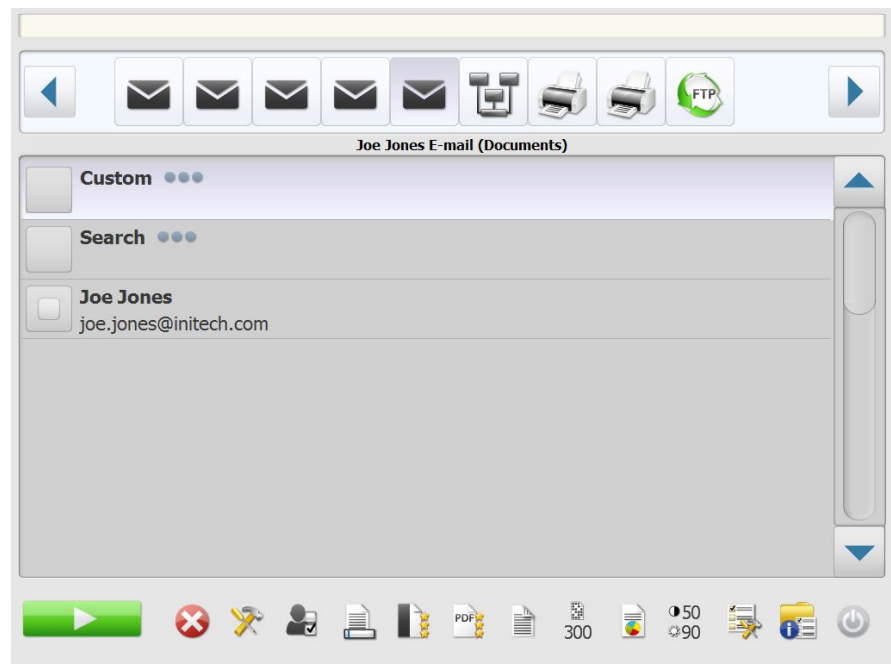 FTP
Joe Jones E-mail (Documents)
Custom
Search
Joe Jones
joe.jones@initech.com
PDF
300
50
90